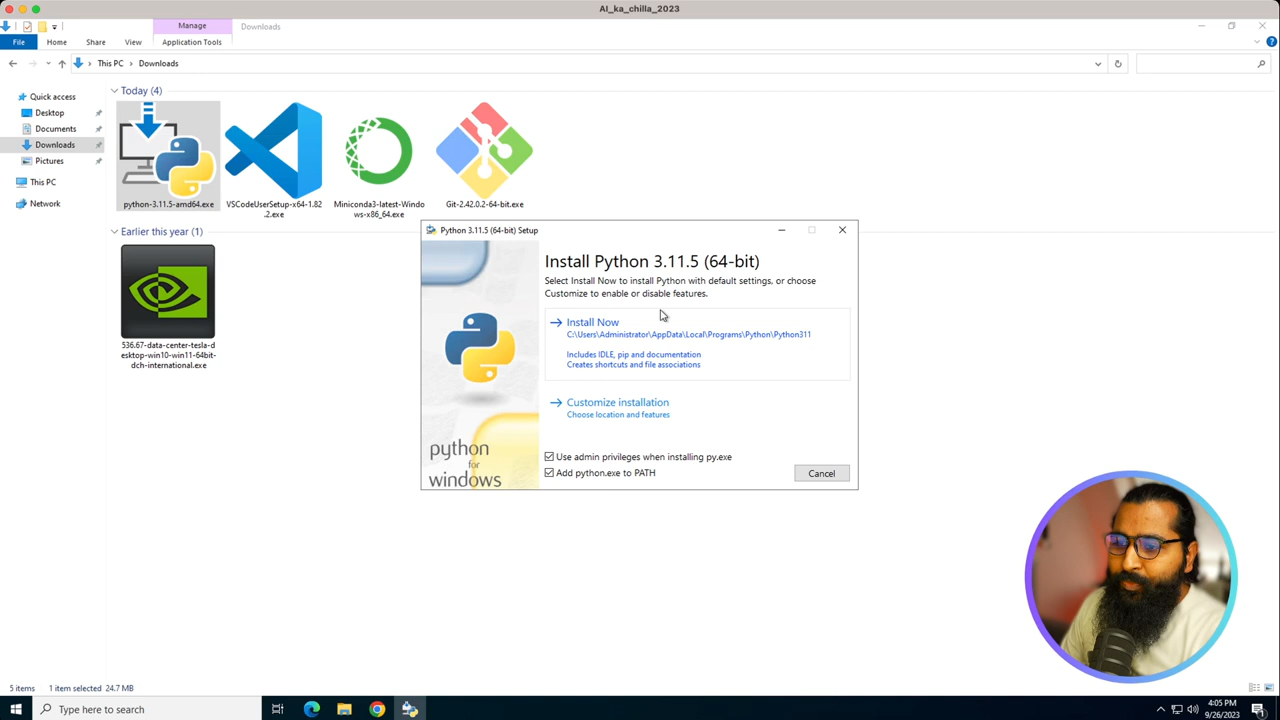 AI_ka_chilla_2023
Manage
Downloads
File
Home
Share
View
Application Tools
This PC
Downloads
Quick access
Desktop
Documents
Downloads
Pictures
This PC
Network
Today (4)
python-3.11.5-amd64.exe
VSCodeUserSetup-x64-1.82
.2.exe
Miniconda3-latest-Windo
ws-x86_64.exe
Git-2.42.0.2-64-bit.exe
Earlier this year (1)
536.67-data-center-tesla-d
esktop-win10-win11-64bit-
dch-international.exe
Python 3.11.5 (64-bit) Setup
Install Python 3.11.5 (64-bit)
Select Install Now to install Python with default settings, or choose
Customize to enable or disable features.
Install Now
C:\Users\Administrator\AppData\Local\Programs\Python\Python311
Includes IDLE, pip and documentation
Creates shortcuts and file associations
Customize installation
Choose location and features
Use admin privileges when installing py.exe
Add python.exe to PATH
Cancel
python
for
windows
5 items
1 item selected 24.7 MB
Type here to search
4:05 PM
9/26/2023
1